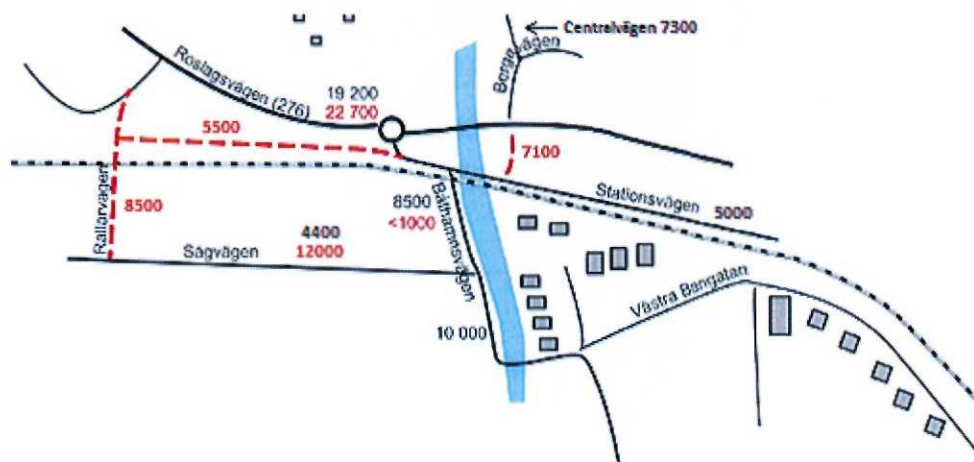 Centralvägen 7300
Bergavägen
Roslagsvägen (276)
19 200
22 700
5500
7100
Rallarvägen
8500
8500
<1000
Båthamnsvägen
Stationsvägen
5000
4400
Sågvägen
12000
10 000
Västra Bangatan